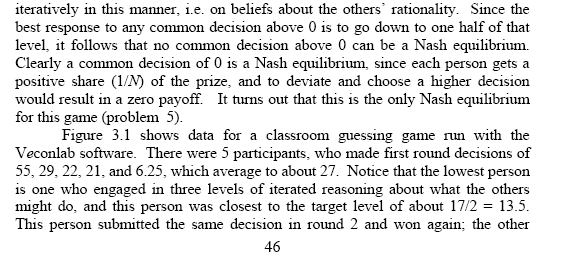 iteratively in this manner, i.e. on beliefs about the others' rationality. Since the
best response to any common decision above 0 is to go down to one half of that
level, it follows that no common decision above 0 can be a Nash equilibrium.
Clearly a common decision of 0 is a Nash equilibrium, since each person gets a
positive share (1/N) of the prize, and to deviate and choose a higher decision
would result in a zero payoff. It turns out that this is the only Nash equilibrium
for this game (problem 5).
Figure 3.1 shows data for a classroom guessing game run with the
Veconlab software. There were 5 participants, who made first round decisions of
55, 29, 22, 21, and 6.25, which average to about 27. Notice that the lowest person
is one who engaged in three levels of iterated reasoning about what the others
might do, and this person was closest to the target level of about 17/2 = 13.5.
This person submitted the same decision in round 2 and won again; the other
46